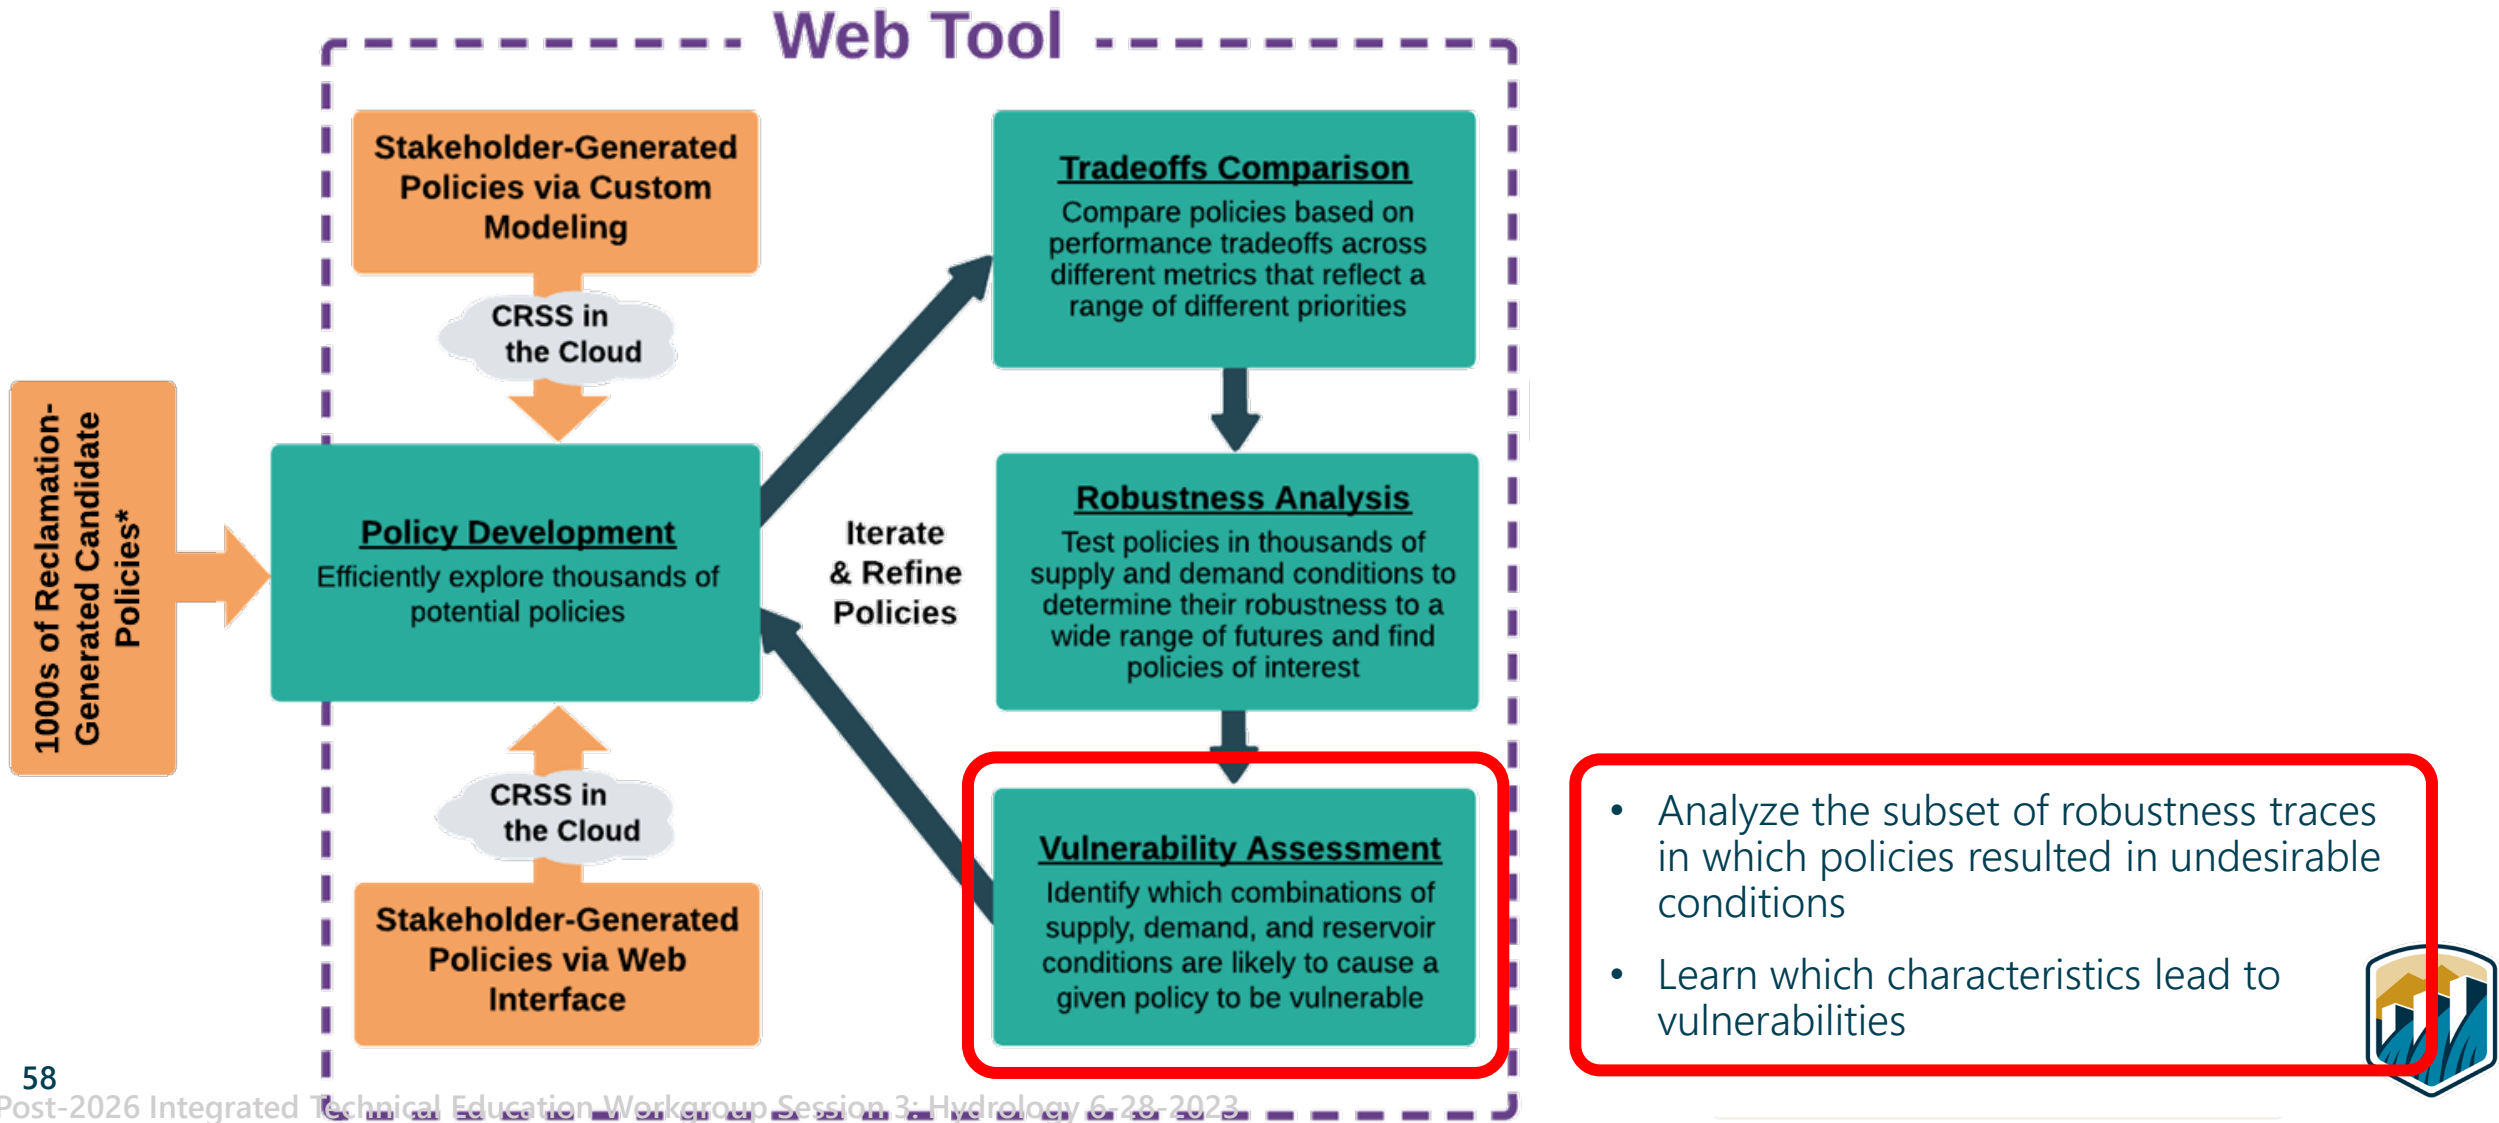 Web Tool
Stakeholder-Generated
Policies via Custom
Modeling
CRSS in
the Cloud
1000s of Reclamation-
Generated Candidate
Policies*
Policy Development
Efficiently explore thousands of
potential policies
CRSS in
the Cloud
Stakeholder-Generated
Policies via Web
Interface
Iterate
& Refine
Policies
Tradeoffs Comparison
Compare policies based on
performance tradeoffs across
different metrics that reflect a
range of different priorities
Robustness Analysis
Test policies in thousands of
supply and demand conditions to
determine their robustness to a
wide range of futures and find
policies of interest
Vulnerability Assessment
Identify which combinations of
supply, demand, and reservoir
conditions are likely to cause a
given policy to be vulnerable
• Analyze the subset of robustness traces
in which policies resulted in undesirable
conditions
• Learn which characteristics lead to
vulnerabilities
58
Post-2026 Integrated Technical Education Workgroup Session 3: Hydrology 6-28-2023